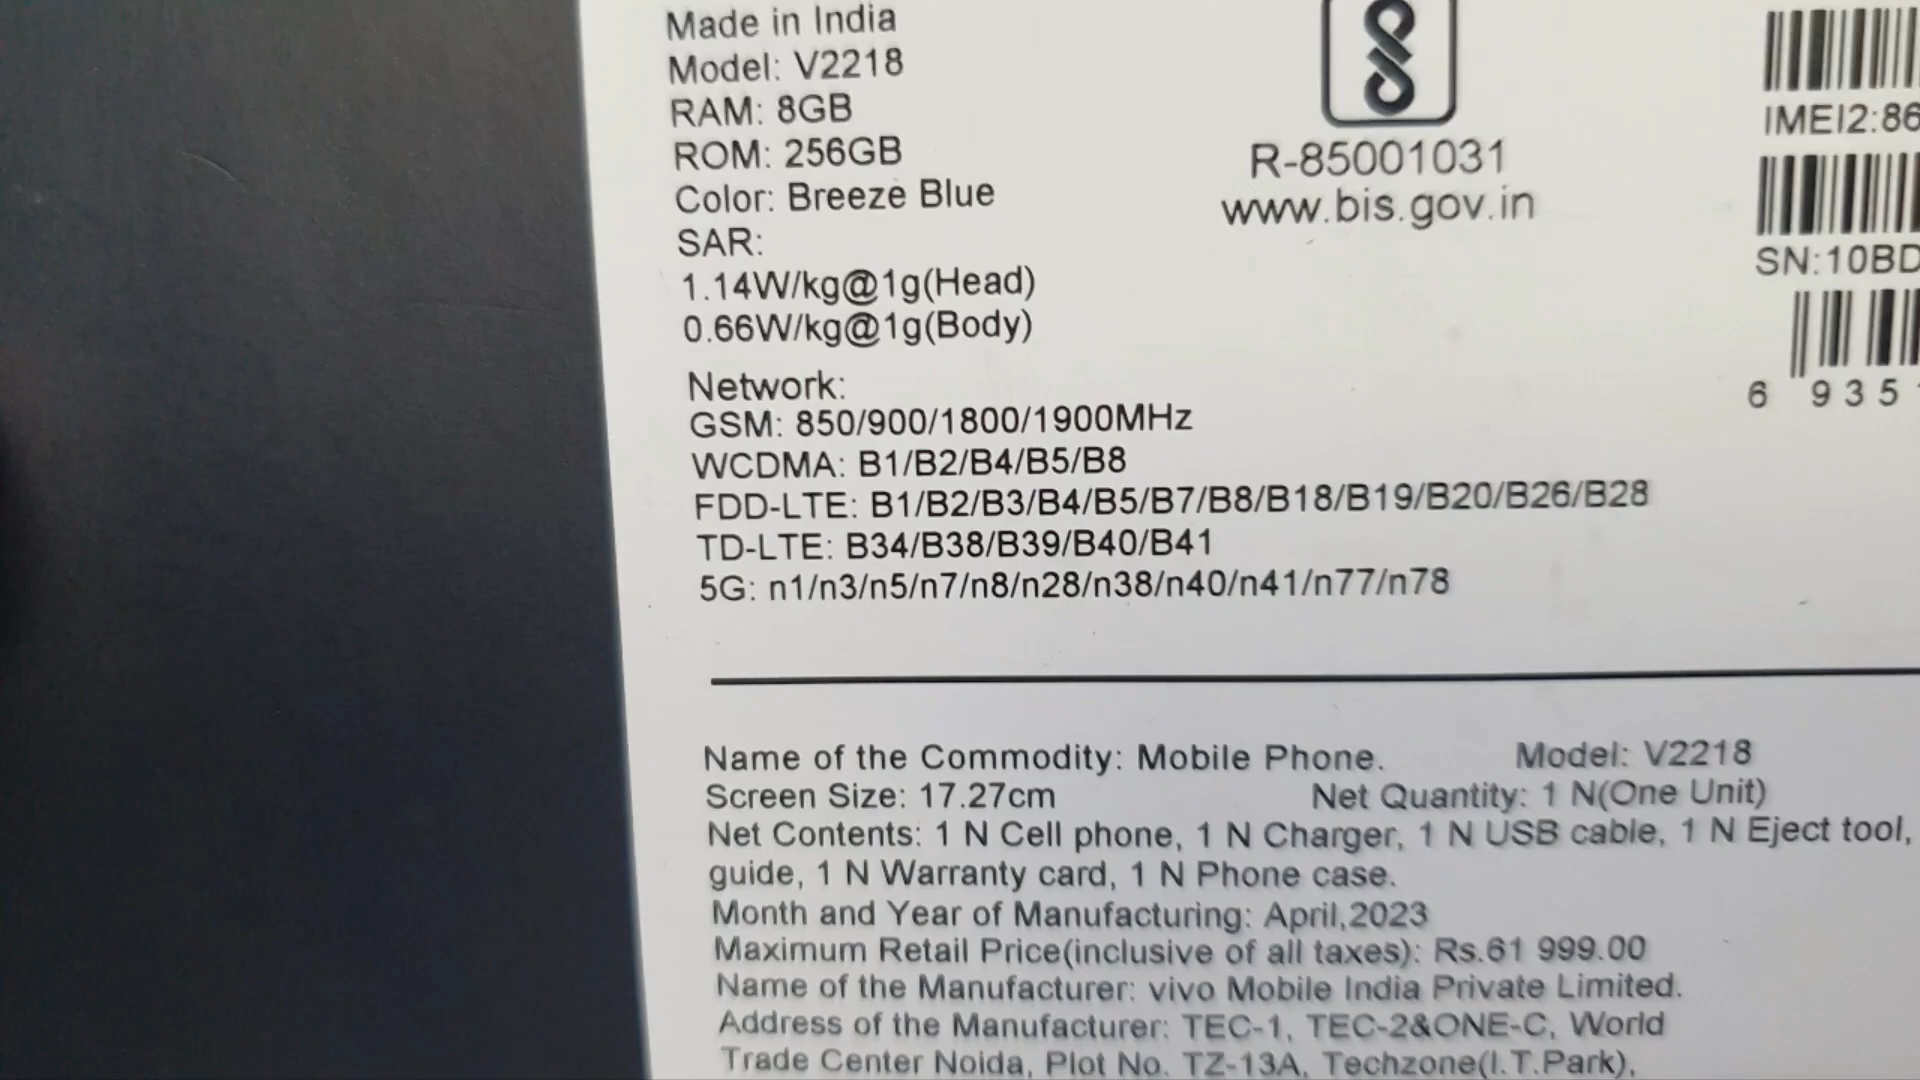 Made in India
Model: V2218
RAM: 8GB
ROM: 256GB
Color: Breeze Blue
SAR:
1.14W/kg@1g(Head)
0.66W/kg@1g(Body)
Network:
GSM: 850/900/1800/1900MHz
WCDMA: B1/B2/B4/B5/B8
FDD-LTE: B1/B2/B3/B4/B5/B7/B8/B18/B19/B20/B26/B28
TD-LTE: B34/B38/B39/B40/B41
5G: n1/n3/n5/n7/n8/n28/n38/n40/n41/n77/n78
R-85001031
www.bis.gov.in
IMEI2:86
SN:10BD
6 935
Name of the Commodity: Mobile Phone. Model: V2218
Screen Size: 17.27cm Net Quantity: 1 N(One Unit)
Net Contents: 1 N Cell phone, 1 N Charger, 1 N USB cable, 1 N Eject tool,
guide, 1 N Warranty card, 1 N Phone case.
Month and Year of Manufacturing: April,2023
Maximum Retail Price(inclusive of all taxes): Rs.61 999.00
Name of the Manufacturer: vivo Mobile India Private Limited.
Address of the Manufacturer: TEC-1, TEC-2&ONE-C, World
Trade Center Noida, Plot No. TZ-13A, Techzone(I.T.Park),